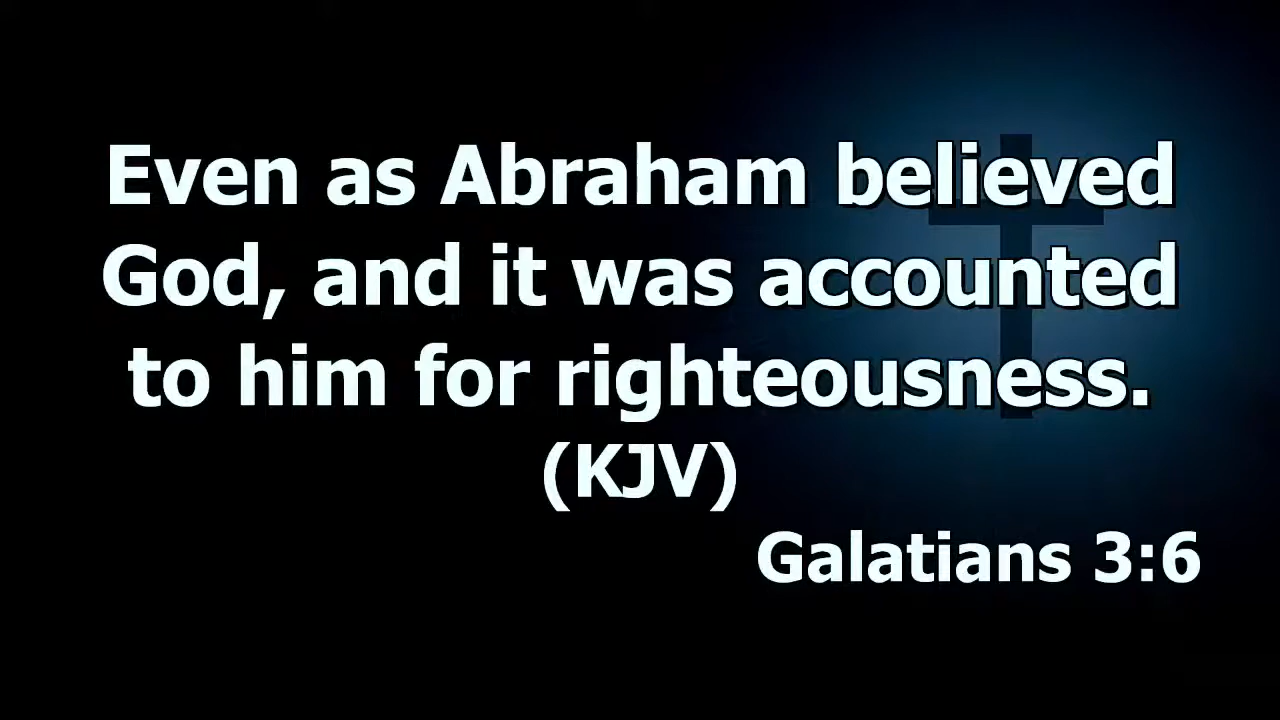 Even as Abraham believed
God, and it was accounted
to him for righteousness.
(KJV)
Galatians 3:6